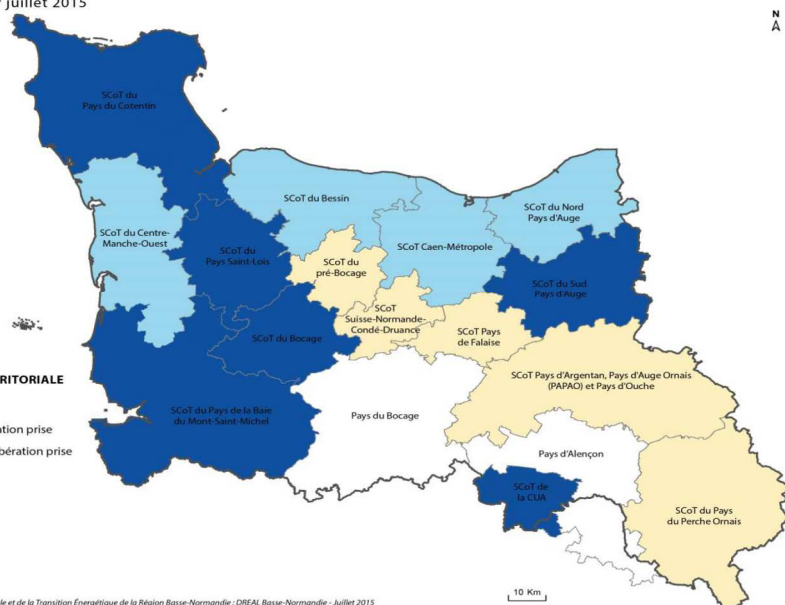 juillet 2015
N
SCoT du
Pays du Cotentin
SCoT du Bessin
SCoT du Nord
Pays d'Auge
SCoT du Centre-
Manche-Ouest
SCoT du
Pays Saint-Lois
SCoT Caen-Métropole
SCoT du
pré-Bocage
SCoT du Sud
Pays d'Auge
SCoT
Suisse-Normande-
Condé-Druance
SCoT du Bocage
SCoT Pays
de Falaise
RITORIALE
SCoT Pays d'Argentan, Pays d'Auge Ornais
(PAPAO) et Pays d'Ouche
SCoT du Pays de la Baie
du Mont-Saint-Michel
Pays du Bocage
ation prise
bération prise
Pays d'Alençon
SCoT de
la CUA
SCoT du Pays
du Perche Ornais
10 Km
le et de la Transition Énergétique de la Région Basse-Normandie : DREAL Basse-Normandie - Juillet 2015